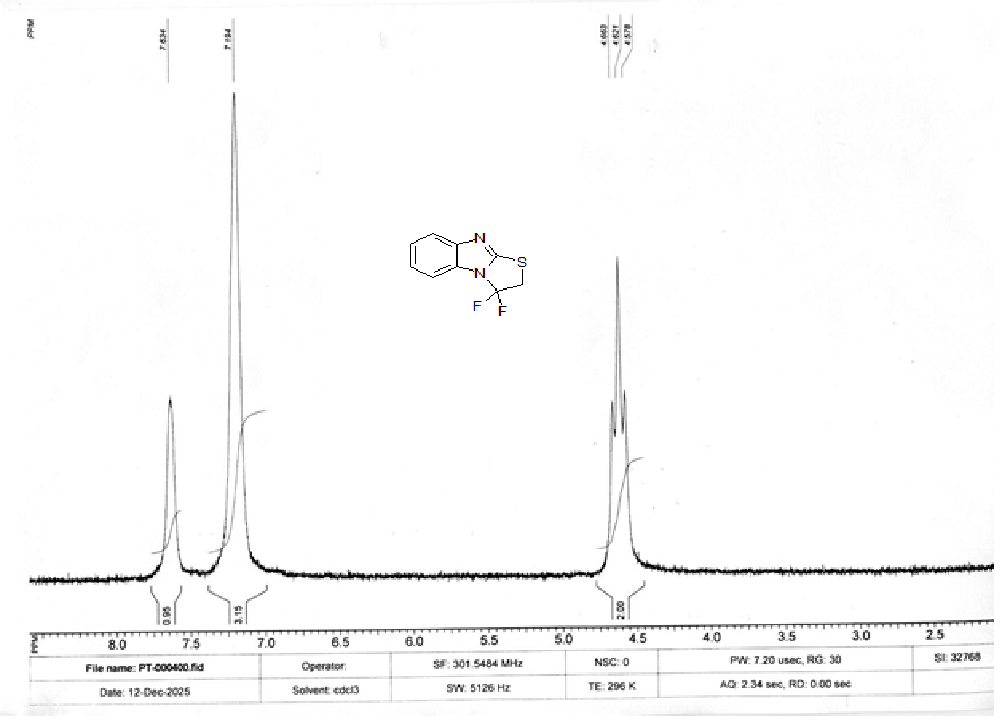 PPM
7.634
7.194
4.663
4.621
4.578
N
S
N
F
F
0.95
3.15
2.00
PPM 8.0 7.5 7.0 6.5 6.0 5.5 5.0 4.5 4.0 3.5 3.0 2.5
File name: PT-000400.fid Operator: SF: 301.5484 MHz NSC: 0 PW: 7.20 usec, RG: 30 SI: 32768
Date: 12-Dec-2025 Solvent: cdcl3 SW: 5126 Hz TE: 296 K AQ: 2.34 sec, RD: 0.00 sec